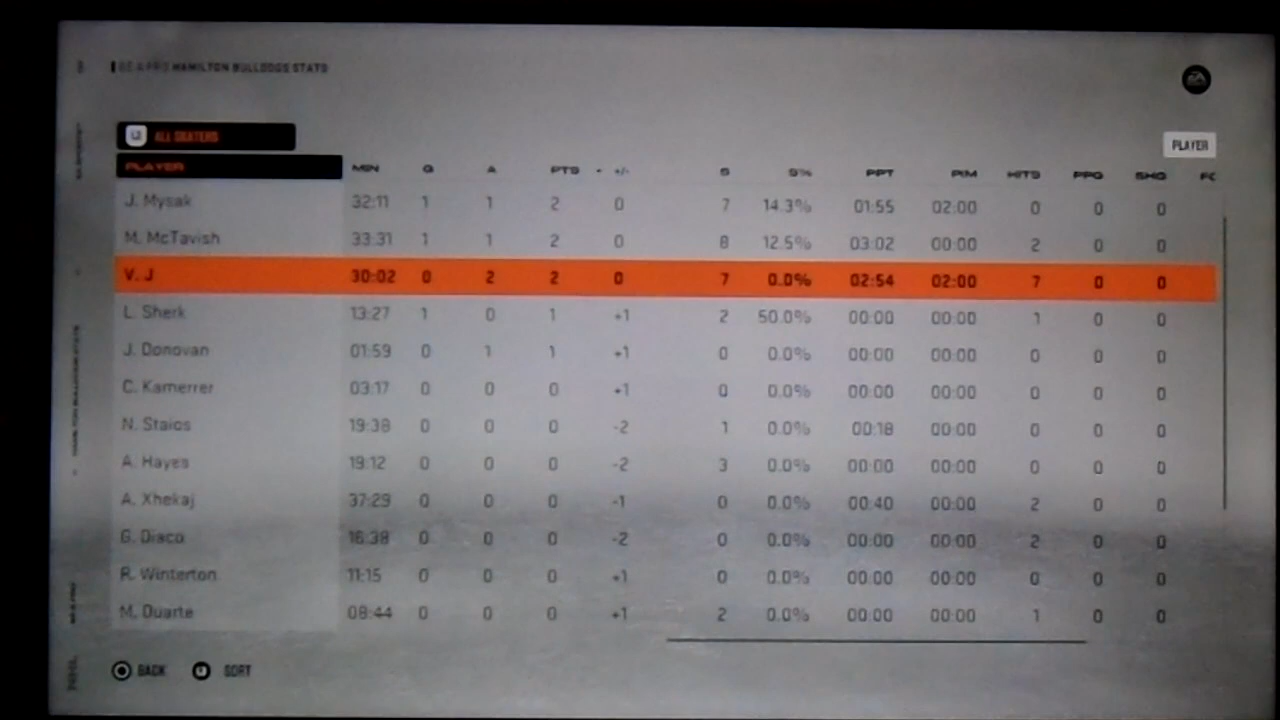 BE A PRO HAMILTON BULLDOGS STATS
EA
L2 ALL SKATERS
PLAYER
PLAYER MIN G A PTS +/- S S% PPT PIM HITS PPG SHG FC
J. Mysak 32:11 1 1 2 0 7 14.3% 01:55 02:00 0 0 0
M. McTavish 33:31 1 1 2 0 8 12.5% 03:02 00:00 2 0 0
V. J 30:02 0 2 2 0 7 0.0% 02:54 02:00 7 0 0
L. Sherk 13:27 1 0 1 +1 2 50.0% 00:00 00:00 1 0 0
J. Donovan 01:59 0 1 1 +1 0 0.0% 00:00 00:00 0 0 0
C. Kamerrer 03:17 0 0 0 +1 0 0.0% 00:00 00:00 0 0 0
N. Staios 19:38 0 0 0 -2 1 0.0% 00:18 00:00 0 0 0
A. Hayes 19:12 0 0 0 -2 3 0.0% 00:00 00:00 0 0 0
A. Xhekaj 37:29 0 0 0 -1 0 0.0% 00:40 00:00 2 0 0
G. Disco 16:38 0 0 0 -2 0 0.0% 00:00 00:00 2 0 0
R. Winterton 11:15 0 0 0 +1 0 0.0% 00:00 00:00 0 0 0
M. Duarte 08:44 0 0 0 +1 2 0.0% 00:00 00:00 1 0 0
BACK SORT